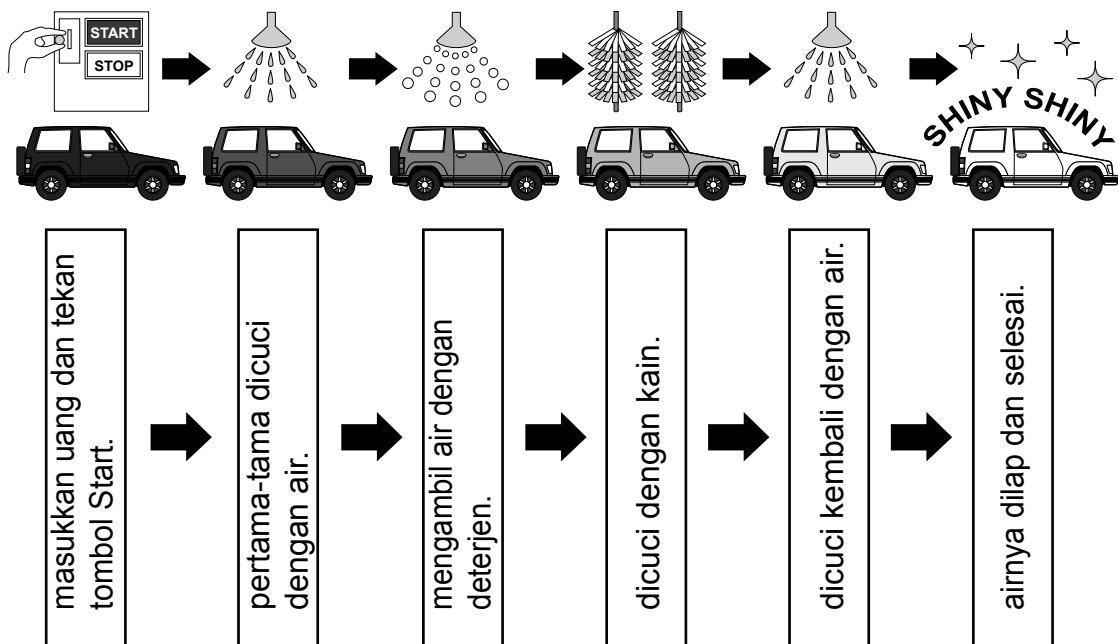 START
STOP
SHINY SHINY
masukkan uang dan tekan
tombol Start.
pertama-tama dicuci
dengan air.
mengambil air dengan
deterjen.
dicuci dengan kain.
dicuci kembali dengan air.
airnya dilap dan selesai.